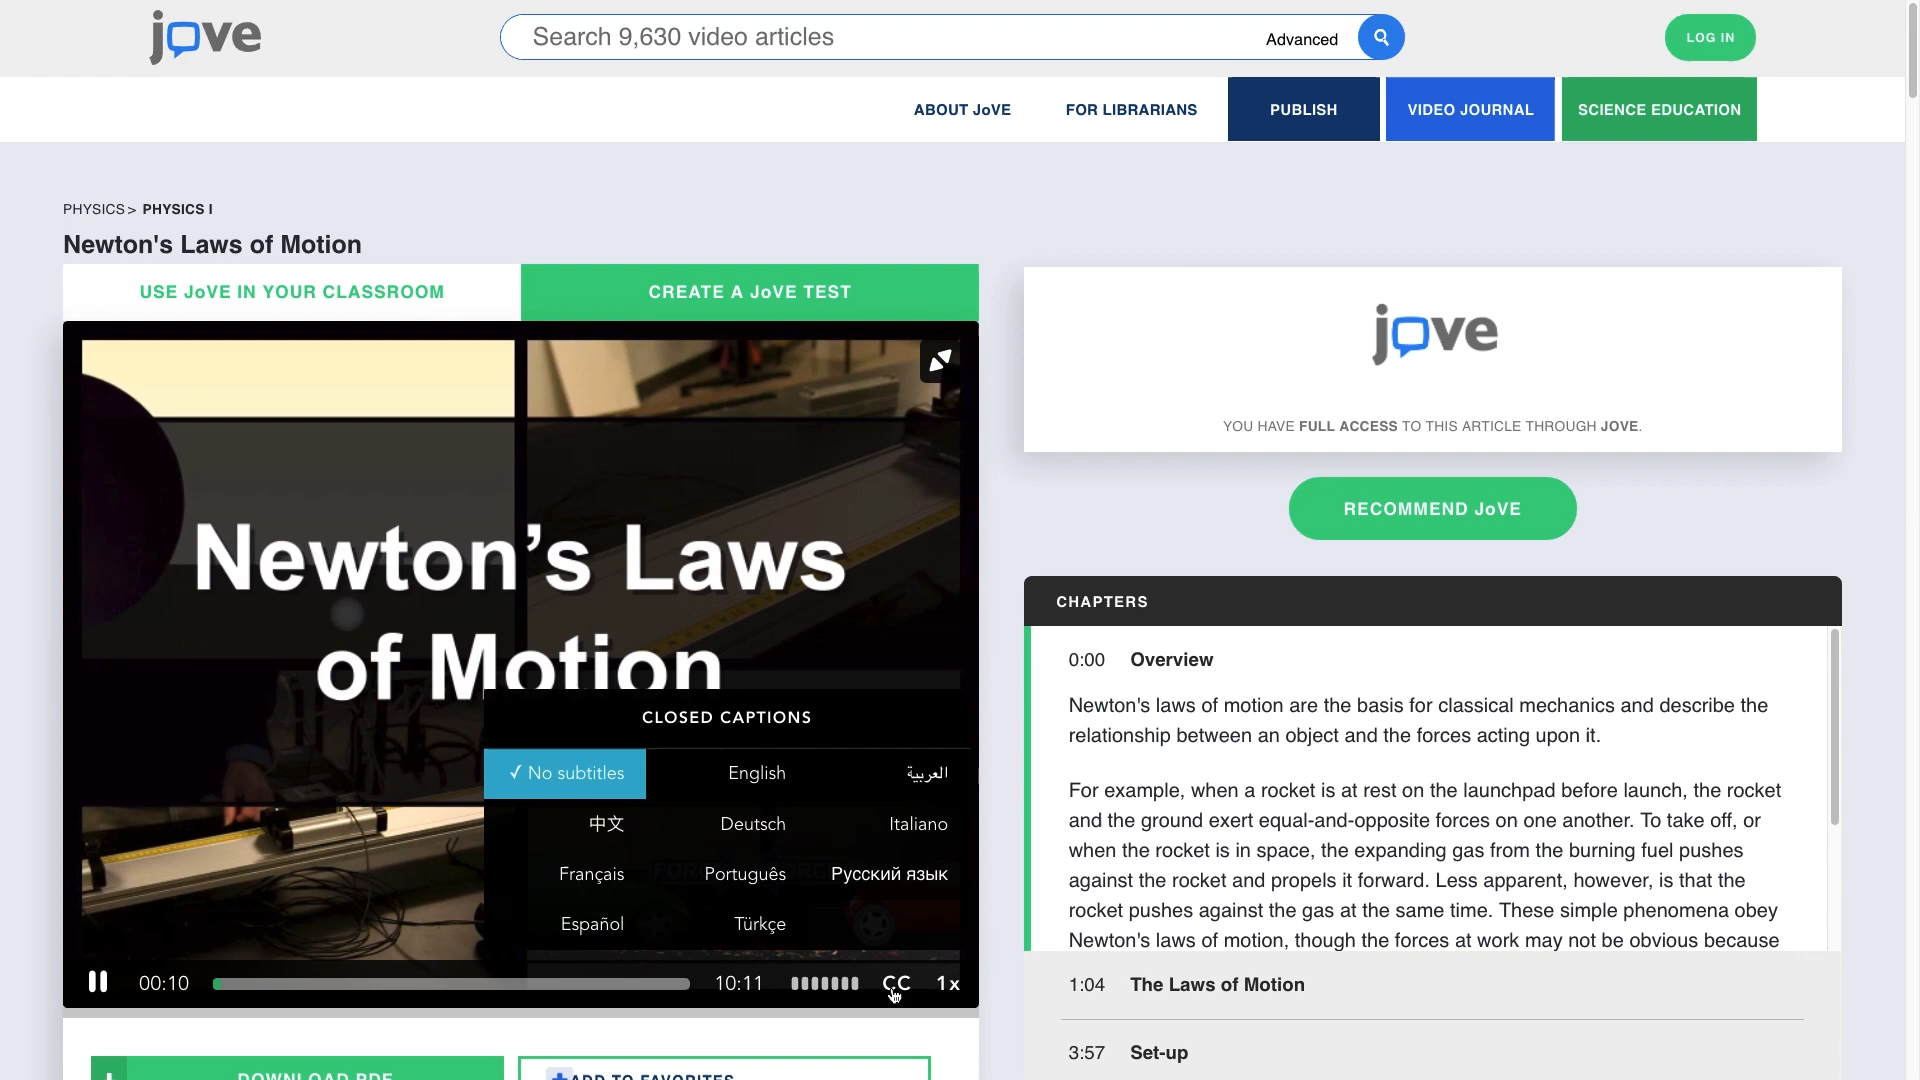 jove
Search 9,630 video articles
Advanced
LOG IN
ABOUT JoVE
FOR LIBRARIANS
PUBLISH
VIDEO JOURNAL
SCIENCE EDUCATION
PHYSICS > PHYSICS I
Newton's Laws of Motion
USE JoVE IN YOUR CLASSROOM
CREATE A JoVE TEST
Newton’s Laws
of Motion
CLOSED CAPTIONS
✓ No subtitles English العربية
中文 Deutsch Italiano
Français Português Русский язык
Español Türkçe
00:10 10:11 CC 1x
DOWNLOAD PDF
ADD TO FAVORITES
jove
YOU HAVE FULL ACCESS TO THIS ARTICLE THROUGH JOVE.
RECOMMEND JoVE
CHAPTERS
0:00 Overview
Newton's laws of motion are the basis for classical mechanics and describe the
relationship between an object and the forces acting upon it.
For example, when a rocket is at rest on the launchpad before launch, the rocket
and the ground exert equal-and-opposite forces on one another. To take off, or
when the rocket is in space, the expanding gas from the burning fuel pushes
against the rocket and propels it forward. Less apparent, however, is that the
rocket pushes against the gas at the same time. These simple phenomena obey
Newton's laws of motion, though the forces at work may not be obvious because
1:04 The Laws of Motion
3:57 Set-up